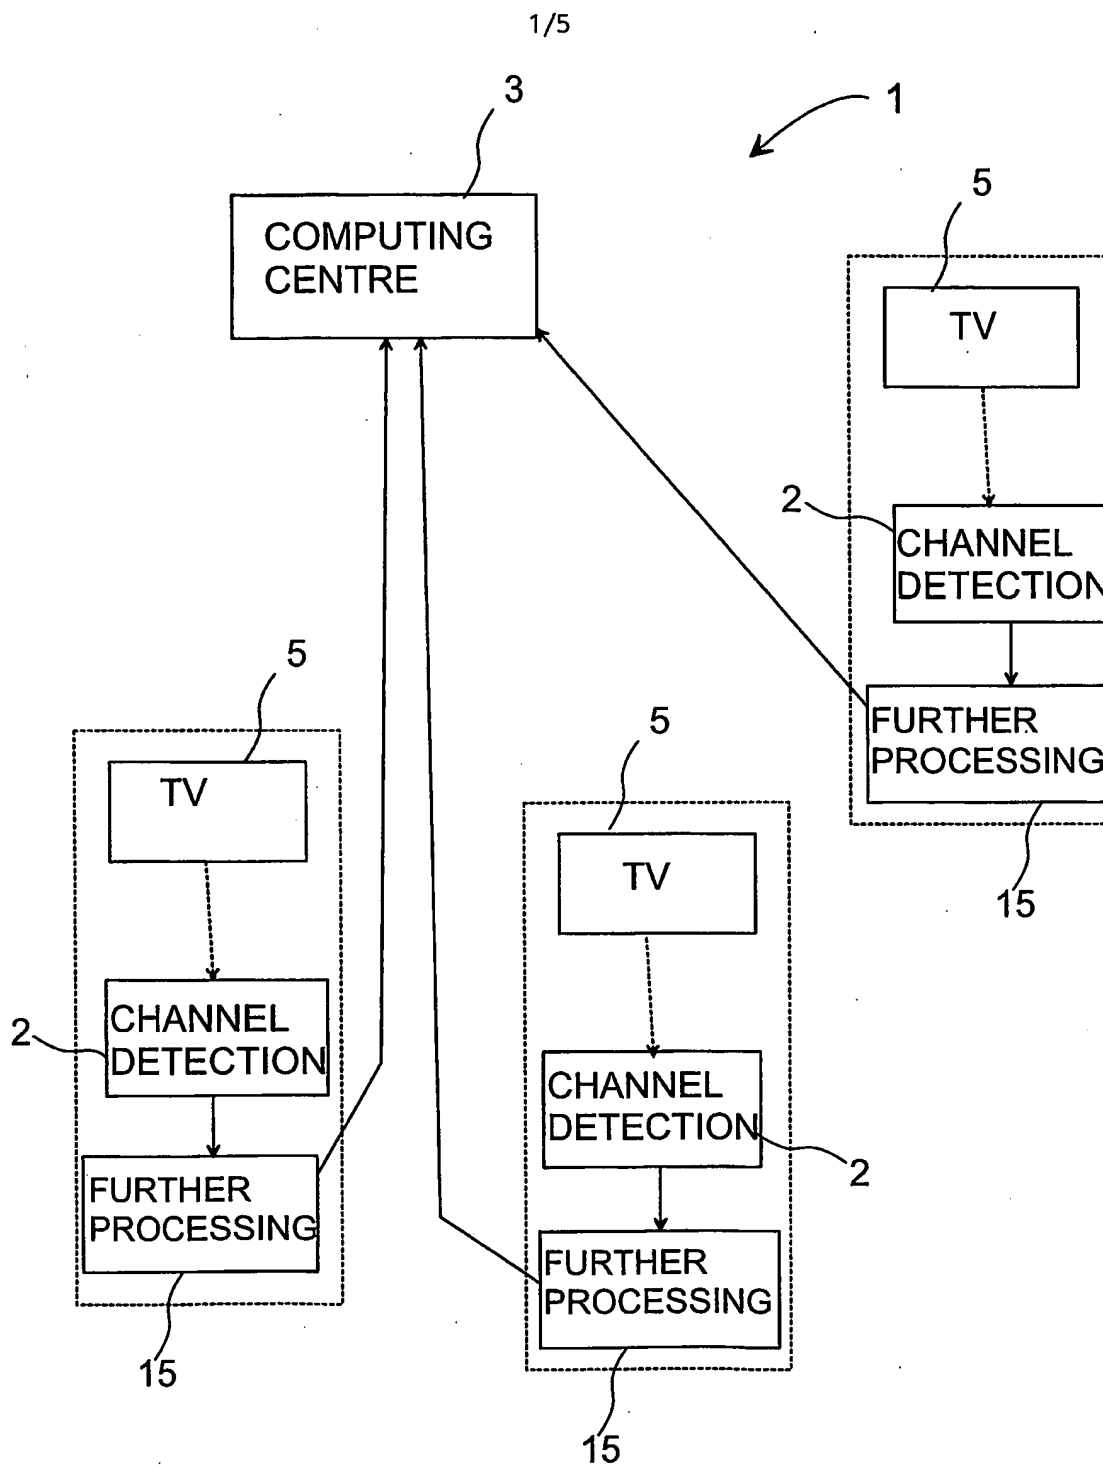 1/5
3
1
COMPUTING
CENTRE
5
TV
2
CHANNEL
DETECTION
FURTHER
PROCESSING
15
5
TV
2
CHANNEL
DETECTION
FURTHER
PROCESSING
15
5
TV
CHANNEL
DETECTION
2
FURTHER
PROCESSING
15